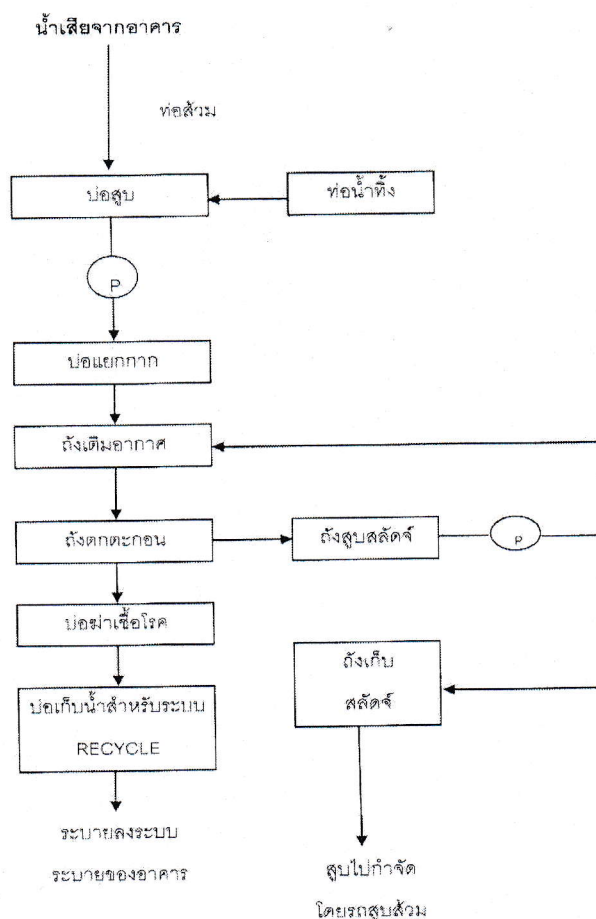 น้ำเสียจากอาคาร
ท่อส้วม
บ่อสูบ
ท่อน้ำทิ้ง
P
บ่อแยกกาก
ถังเติมอากาศ
ถังตกตะกอน
ถังสูบสลัดจ์
P
บ่อฆ่าเชื้อโรค
ถังเก็บ
สลัดจ์
บ่อเก็บน้ำสำหรับระบบ
RECYCLE
ระบายลงระบบ
ระบายของอาคาร
สูบไปกำจัด
โดยรถสูบส้วม